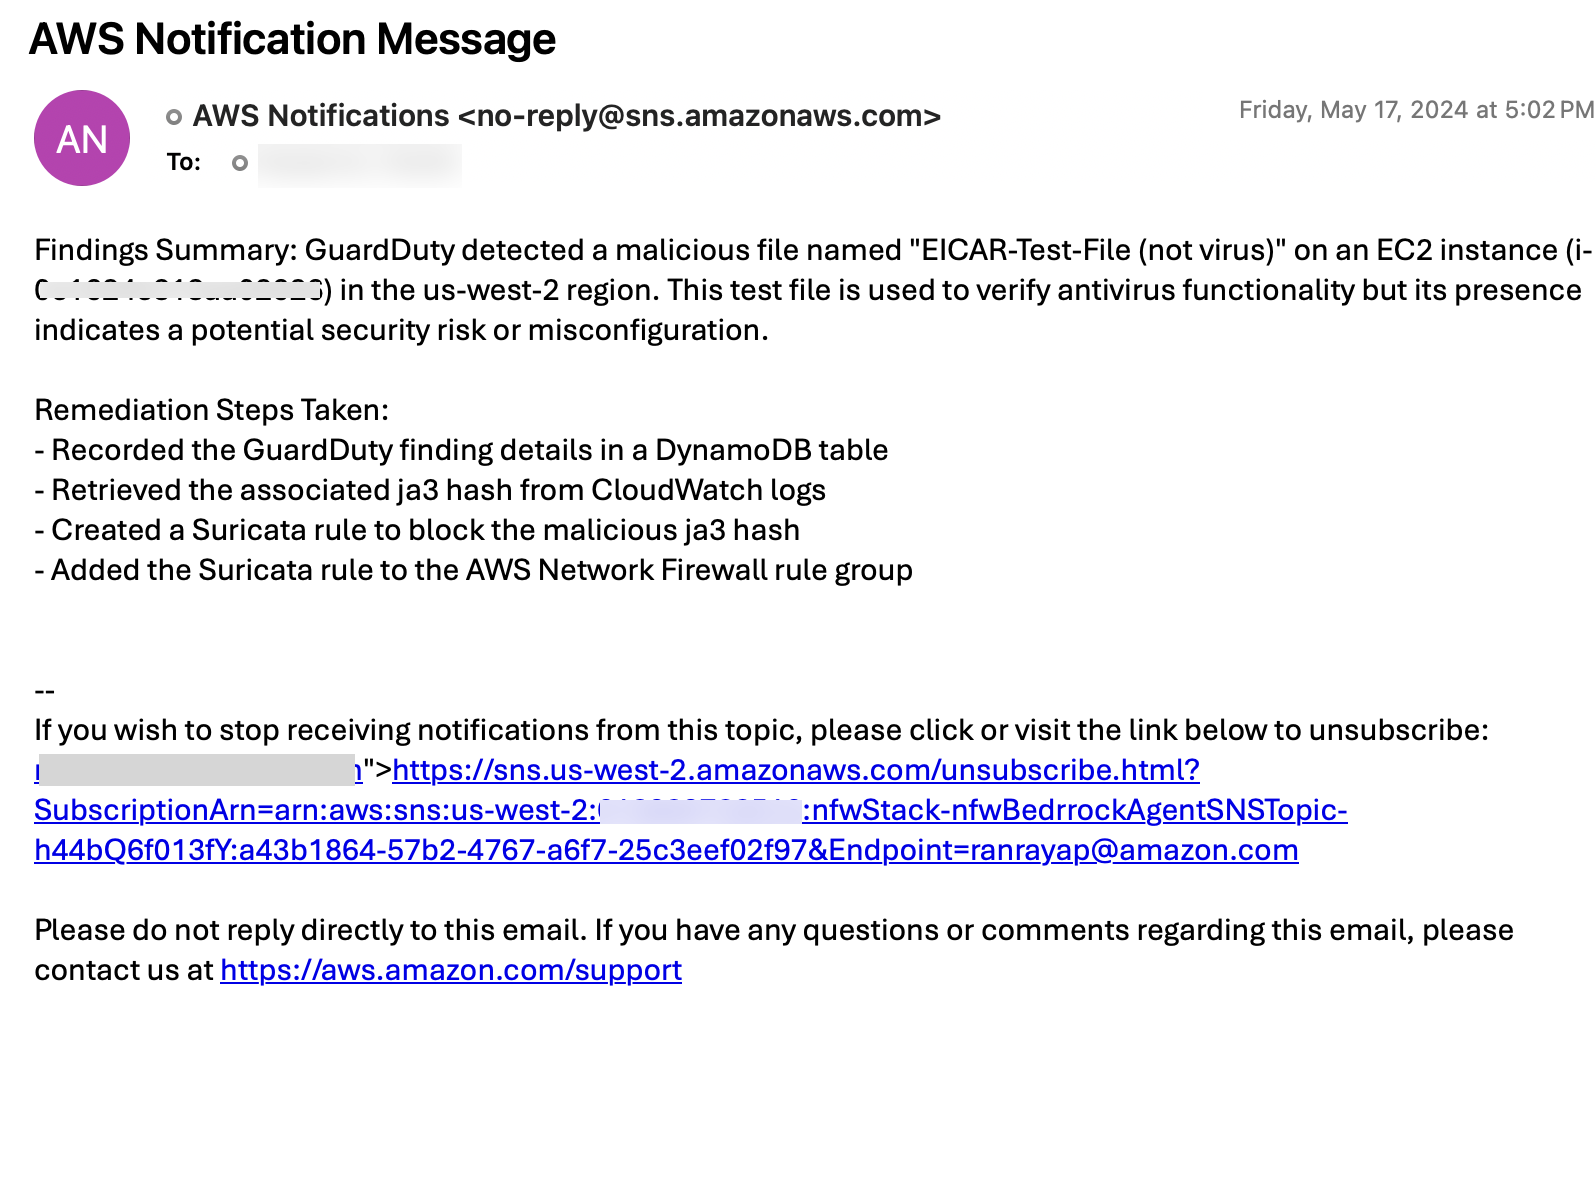 AWS Notification Message
AN
AWS Notifications <no-reply@sns.amazonaws.com>
Friday, May 17, 2024 at 5:02 PM
To:
Findings Summary: GuardDuty detected a malicious file named "EICAR-Test-File (not virus)" on an EC2 instance (i-
) in the us-west-2 region. This test file is used to verify antivirus functionality but its presence
indicates a potential security risk or misconfiguration.
Remediation Steps Taken:
- Recorded the GuardDuty finding details in a DynamoDB table
- Retrieved the associated ja3 hash from CloudWatch logs
- Created a Suricata rule to block the malicious ja3 hash
- Added the Suricata rule to the AWS Network Firewall rule group
--
If you wish to stop receiving notifications from this topic, please click or visit the link below to unsubscribe:
">https://sns.us-west-2.amazonaws.com/unsubscribe.html?
SubscriptionArn=arn:aws:sns:us-west-2: :nfwStack-nfwBedrrockAgentSNSTopic-
h44bQ6f013fY:a43b1864-57b2-4767-a6f7-25c3eef02f97&Endpoint=ranrayap@amazon.com
Please do not reply directly to this email. If you have any questions or comments regarding this email, please
contact us at https://aws.amazon.com/support